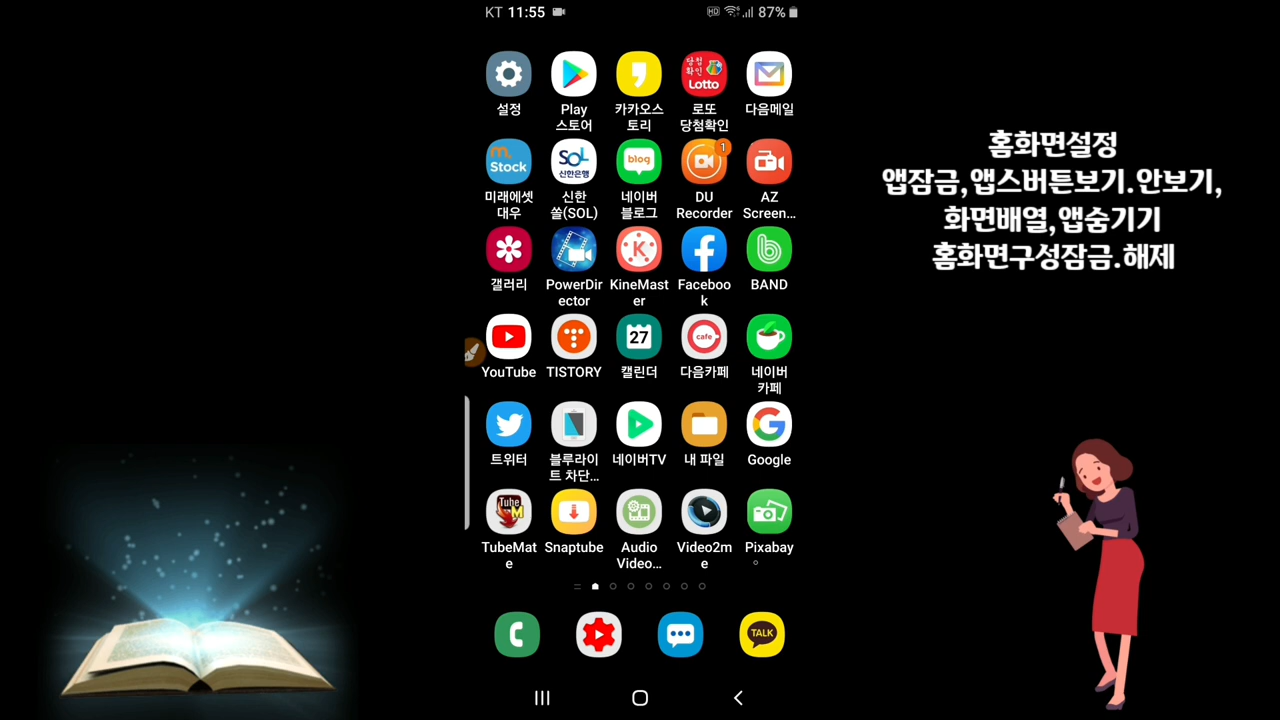 KT 11:55
HD 87%
당첨확인 Lotto
설정
Play 스토어
카카오스토리
로또 당첨확인
다음메일
m.Stock
SOL 신한은행
blog
1
미래에셋대우
신한 쏠(SOL)
네이버 블로그
DU Recorder
AZ Screen...
K
갤러리
PowerDirector
KineMaster
Facebook
BAND
27
cafe
YouTube
TISTORY
캘린더
다음카페
네이버 카페
트위터
블루라이트 차단...
네이버TV
내 파일
Google
Tube M
TubeMate
Snaptube
Audio Video...
Video2me
Pixabay
TALK
홈화면설정
앱잠금,앱스버튼보기.안보기,
화면배열,앱숨기기
홈화면구성잠금.해제